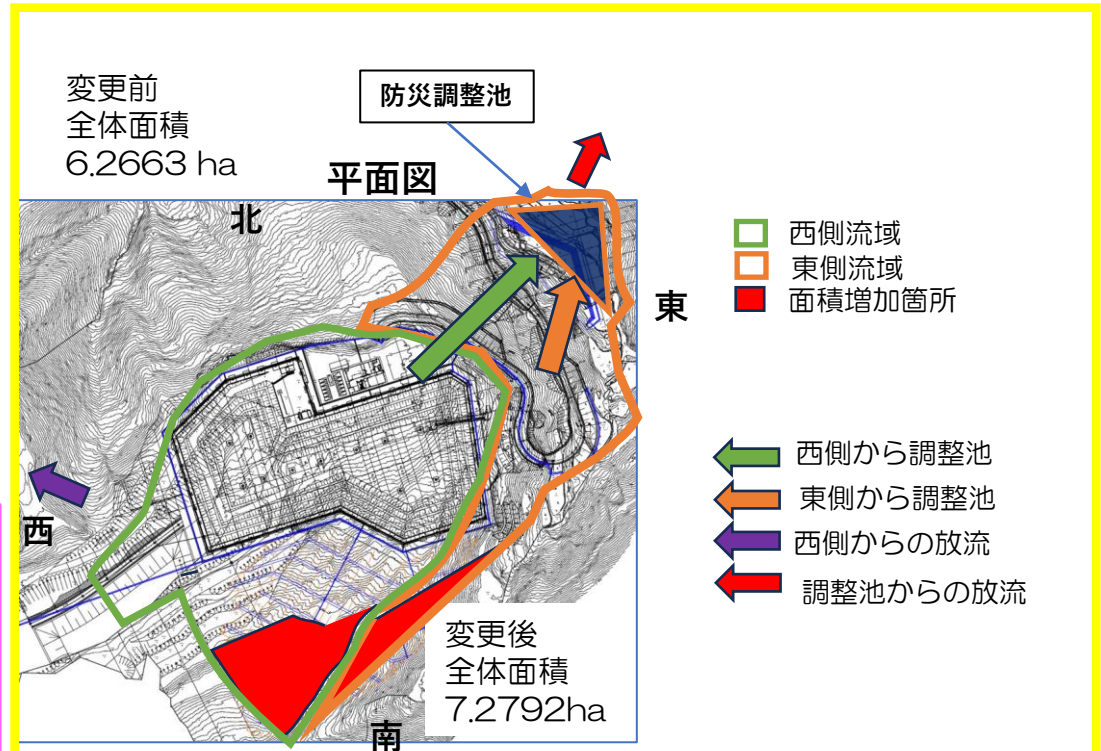 変更前
全体面積
6.2663 ha
防災調整池
平面図
北
東
西
南
西側流域
東側流域
面積増加箇所
西側から調整池
東側から調整池
西側からの放流
調整池からの放流
変更後
全体面積
7.2792ha